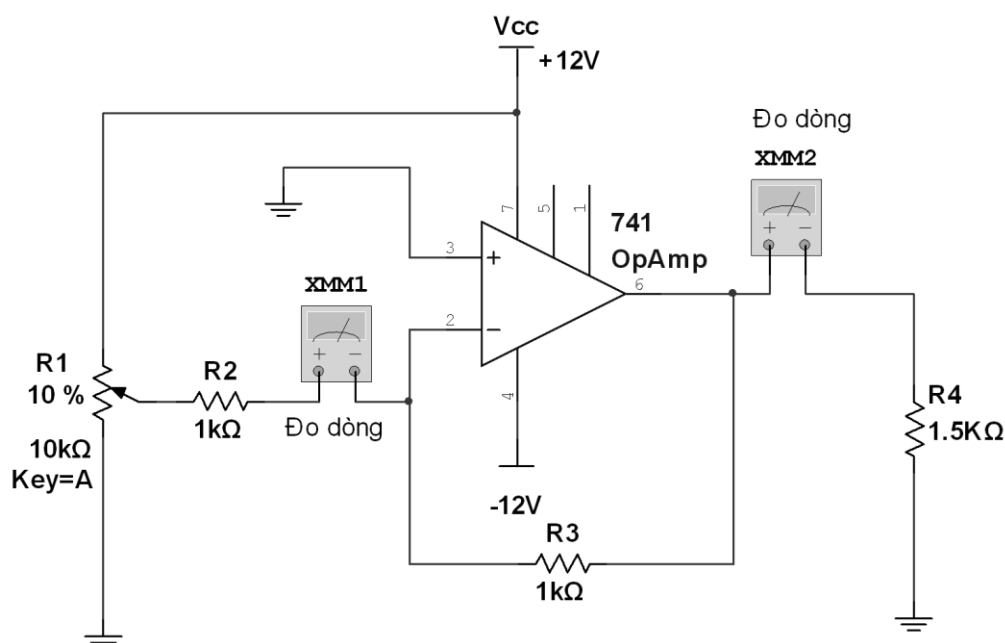 Vcc
+12V
Đo dòng
XMM2
7
5
1
741
OpAmp
3
+
6
+
−
XMM1
2
−
+
−
4
R1
10 %
R2
1kΩ
Đo dòng
R4
1.5KΩ
10kΩ
Key=A
-12V
R3
1kΩ